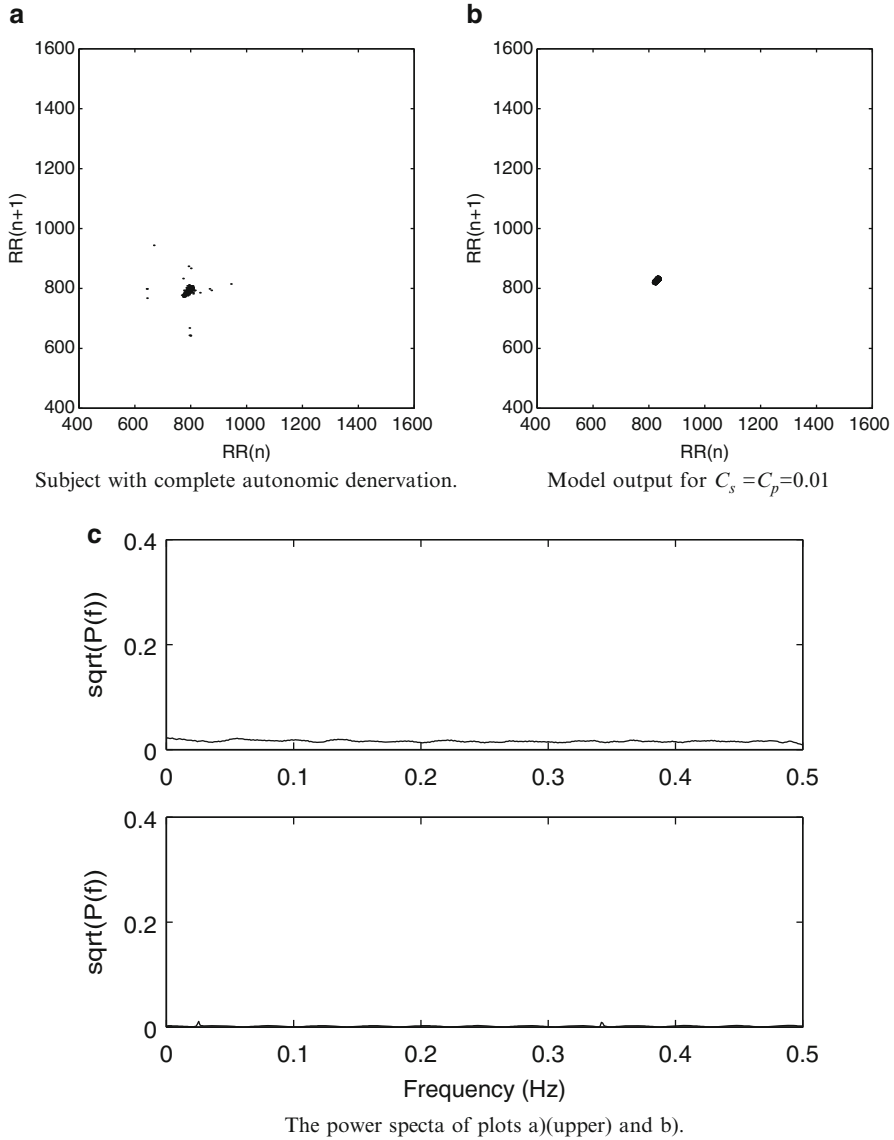 a
1600
1400
1200
1000
800
600
400
RR(n+1)
400 600 800 1000 1200 1400 1600
RR(n)
Subject with complete autonomic denervation.
b
1600
1400
1200
1000
800
600
400
RR(n+1)
400 600 800 1000 1200 1400 1600
RR(n)
Model output for C_s =C_p=0.01
c
0.4
0.2
0
sqrt(P(f))
0 0.1 0.2 0.3 0.4 0.5
0.4
0.2
0
sqrt(P(f))
0 0.1 0.2 0.3 0.4 0.5
Frequency (Hz)
The power specta of plots a)(upper) and b).